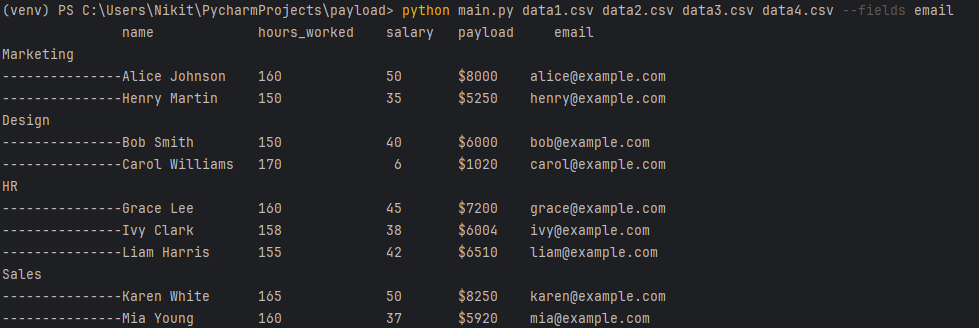 (venv) PS C:\Users\Nikit\PycharmProjects\payload> python main.py data1.csv data2.csv data3.csv data4.csv --fields email
name hours_worked salary payload email
Marketing
---------------Alice Johnson 160 50 $8000 alice@example.com
---------------Henry Martin 150 35 $5250 henry@example.com
Design
---------------Bob Smith 150 40 $6000 bob@example.com
---------------Carol Williams 170 6 $1020 carol@example.com
HR
---------------Grace Lee 160 45 $7200 grace@example.com
---------------Ivy Clark 158 38 $6004 ivy@example.com
---------------Liam Harris 155 42 $6510 liam@example.com
Sales
---------------Karen White 165 50 $8250 karen@example.com
---------------Mia Young 160 37 $5920 mia@example.com